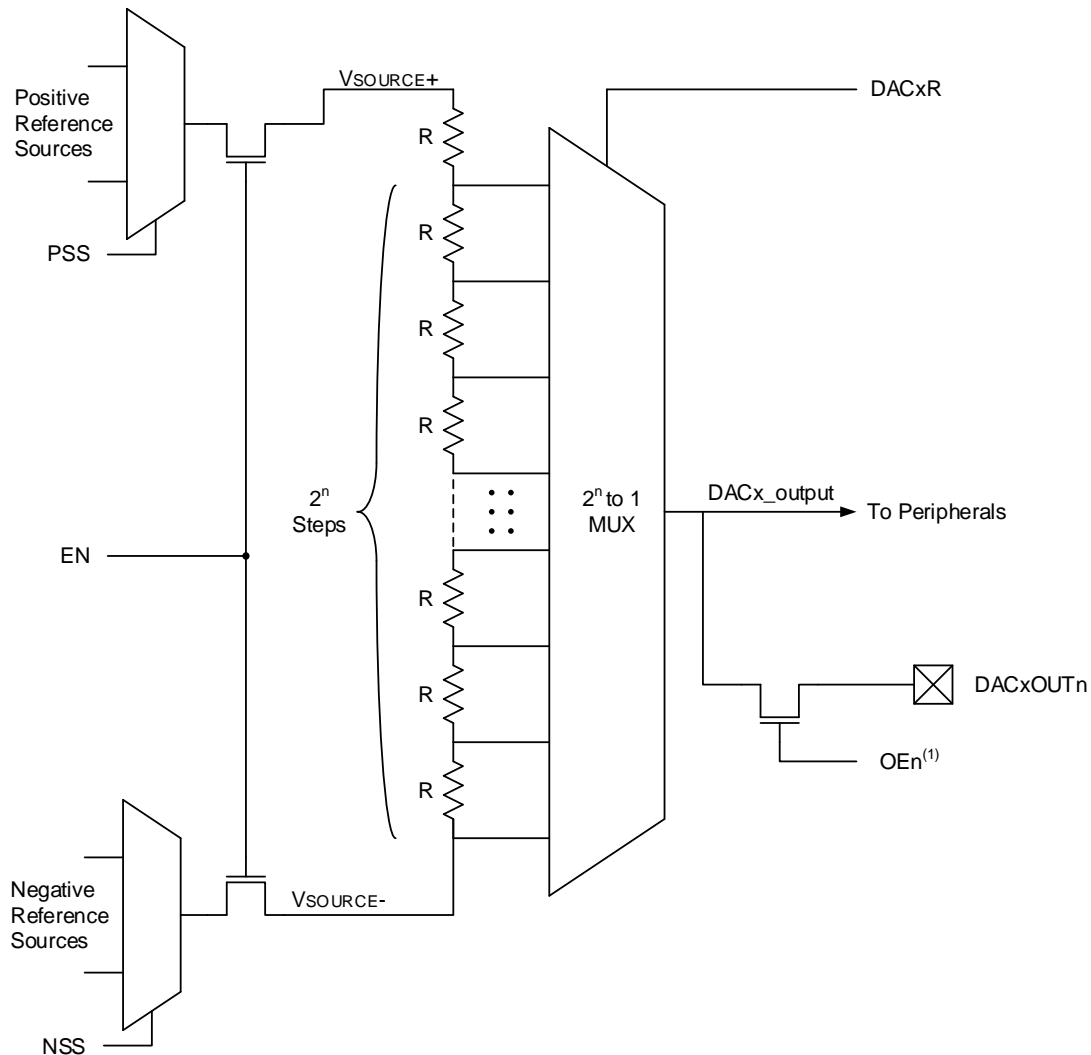 VSOURCE+
DACxR
Positive
Reference
Sources
R
R
PSS
R
R
2ⁿ
Steps
2ⁿ to 1
MUX
DACx_output
To Peripherals
EN
R
R
DACxOUTn
OEn⁽¹⁾
R
Negative
Reference
Sources
VSOURCE-
NSS